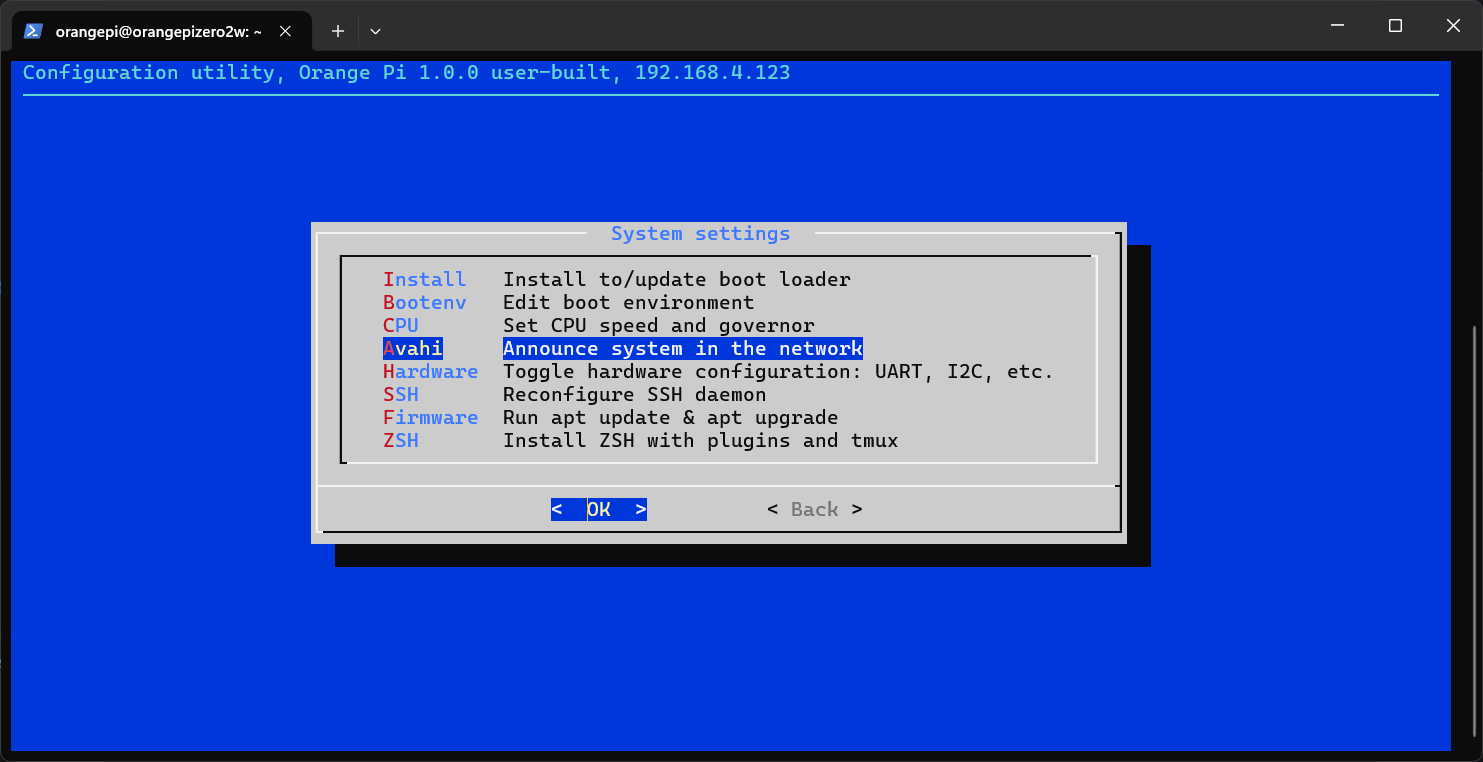 orangepi@orangepizero2w: ~
Configuration utility, Orange Pi 1.0.0 user-built, 192.168.4.123
System settings
Install Install to/update boot loader
Bootenv Edit boot environment
CPU Set CPU speed and governor
Avahi Announce system in the network
Hardware Toggle hardware configuration: UART, I2C, etc.
SSH Reconfigure SSH daemon
Firmware Run apt update & apt upgrade
ZSH Install ZSH with plugins and tmux
< OK > < Back >